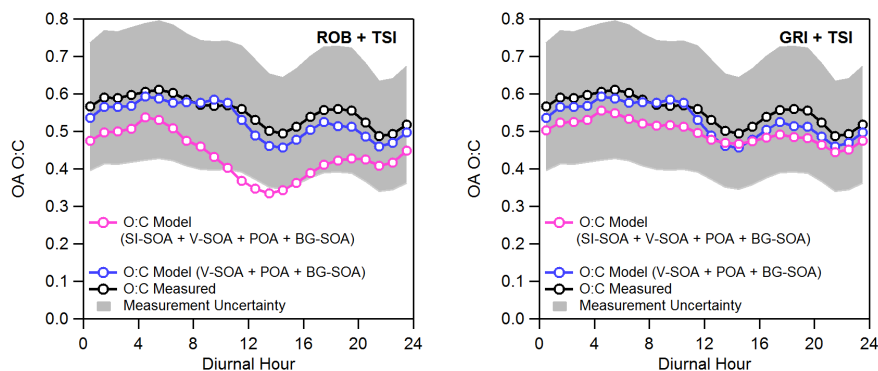 0.8
0.7
0.6
0.5
0.4
0.3
0.2
0.1
0.0
OA O:C
ROB + TSI
O:C Model
(SI-SOA + V-SOA + POA + BG-SOA)
O:C Model (V-SOA + POA + BG-SOA)
O:C Measured
Measurement Uncertainty
0 4 8 12 16 20 24
Diurnal Hour
0.8
0.7
0.6
0.5
0.4
0.3
0.2
0.1
0.0
OA O:C
GRI + TSI
O:C Model
(SI-SOA + V-SOA + POA + BG-SOA)
O:C Model (V-SOA + POA + BG-SOA)
O:C Measured
Measurement Uncertainty
0 4 8 12 16 20 24
Diurnal Hour